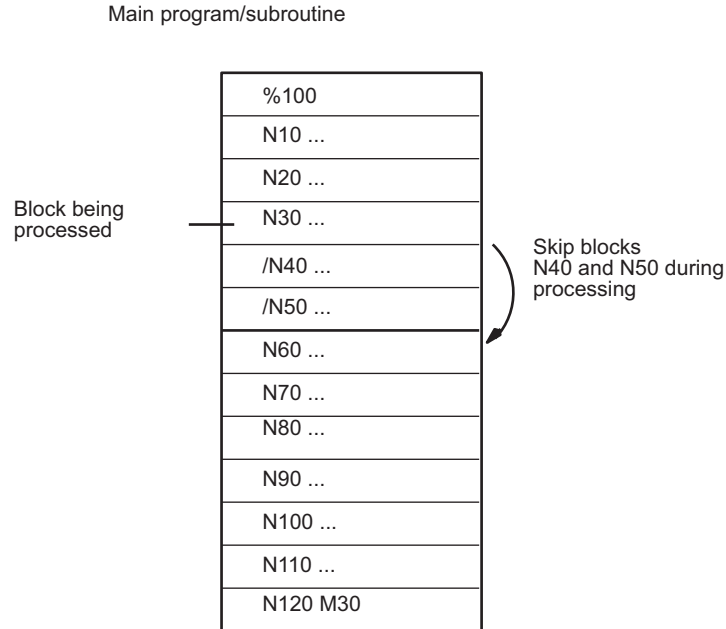 Main program/subroutine
%100
N10 ...
N20 ...
Block being
processed
N30 ...
/N40 ...
/N50 ...
Skip blocks
N40 and N50 during
processing
N60 ...
N70 ...
N80 ...
N90 ...
N100 ...
N110 ...
N120 M30